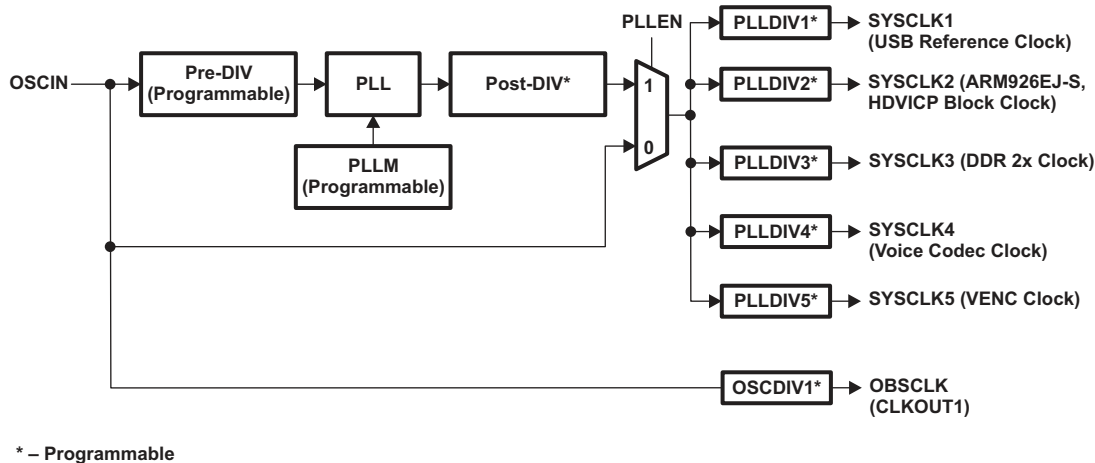 PLLEN
OSCIN
Pre-DIV
(Programmable)
PLL
Post-DIV*
PLLM
(Programmable)
1
0
PLLDIV1*
SYSCLK1
(USB Reference Clock)
PLLDIV2*
SYSCLK2 (ARM926EJ-S,
HDVICP Block Clock)
PLLDIV3*
SYSCLK3 (DDR 2x Clock)
PLLDIV4*
SYSCLK4
(Voice Codec Clock)
PLLDIV5*
SYSCLK5 (VENC Clock)
OSCDIV1*
OBSCLK
(CLKOUT1)
* – Programmable